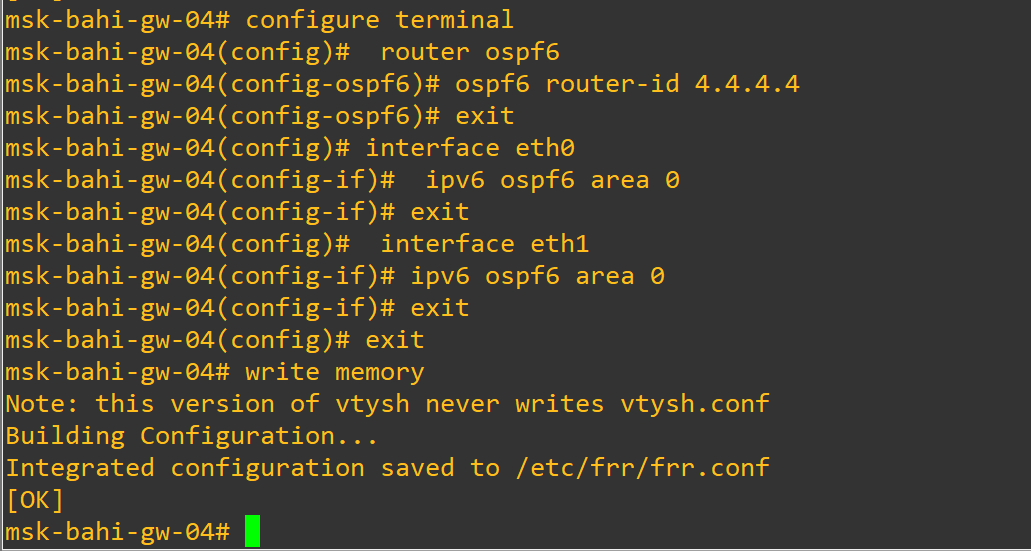 msk-bahi-gw-04# configure terminal
msk-bahi-gw-04(config)#  router ospf6
msk-bahi-gw-04(config-ospf6)# ospf6 router-id 4.4.4.4
msk-bahi-gw-04(config-ospf6)# exit
msk-bahi-gw-04(config)# interface eth0
msk-bahi-gw-04(config-if)#  ipv6 ospf6 area 0
msk-bahi-gw-04(config-if)# exit
msk-bahi-gw-04(config)#  interface eth1
msk-bahi-gw-04(config-if)# ipv6 ospf6 area 0
msk-bahi-gw-04(config-if)# exit
msk-bahi-gw-04(config)# exit
msk-bahi-gw-04# write memory
Note: this version of vtysh never writes vtysh.conf
Building Configuration...
Integrated configuration saved to /etc/frr/frr.conf
[OK]
msk-bahi-gw-04#